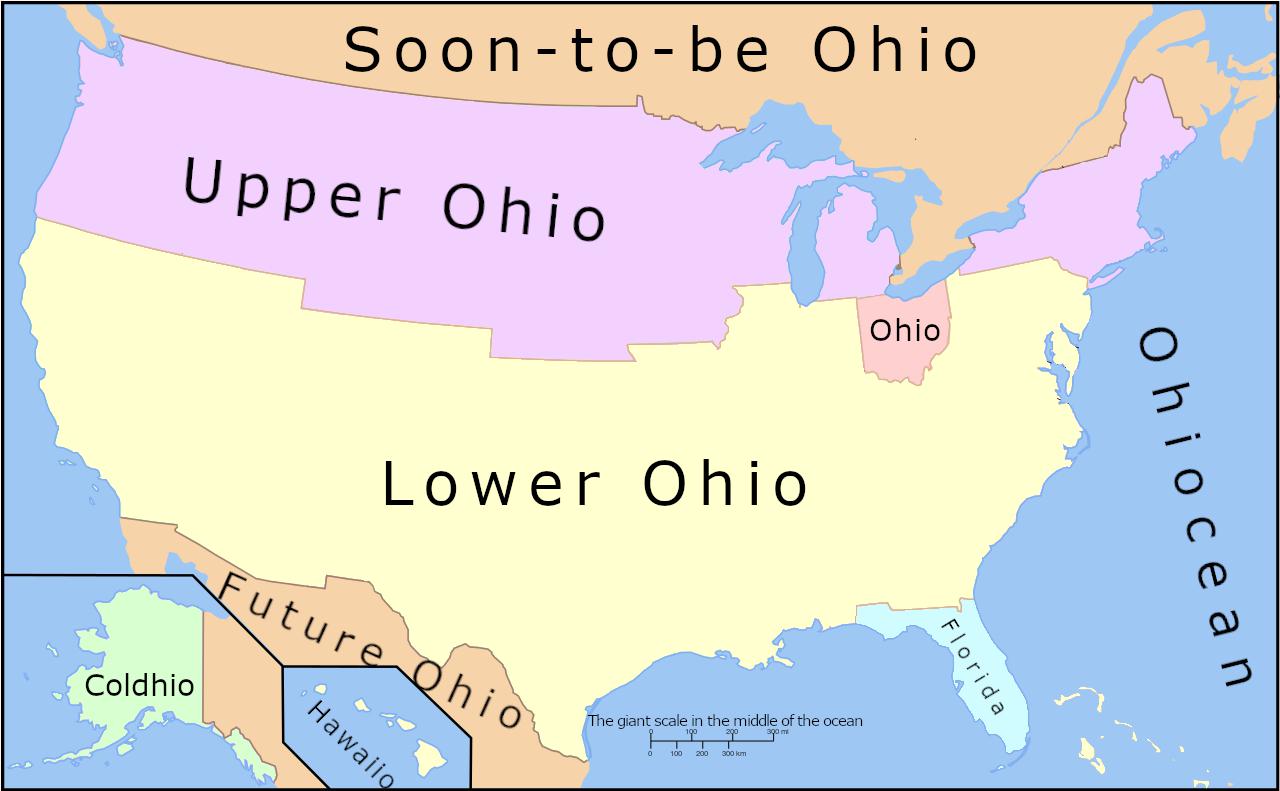 Soon-to-be Ohio
Upper Ohio
Ohio
Ohiocean
Lower Ohio
Future Ohio
Florida
Coldhio
Hawaiio
The giant scale in the middle of the ocean
0 100 200 300 mi
0 100 200 300 km